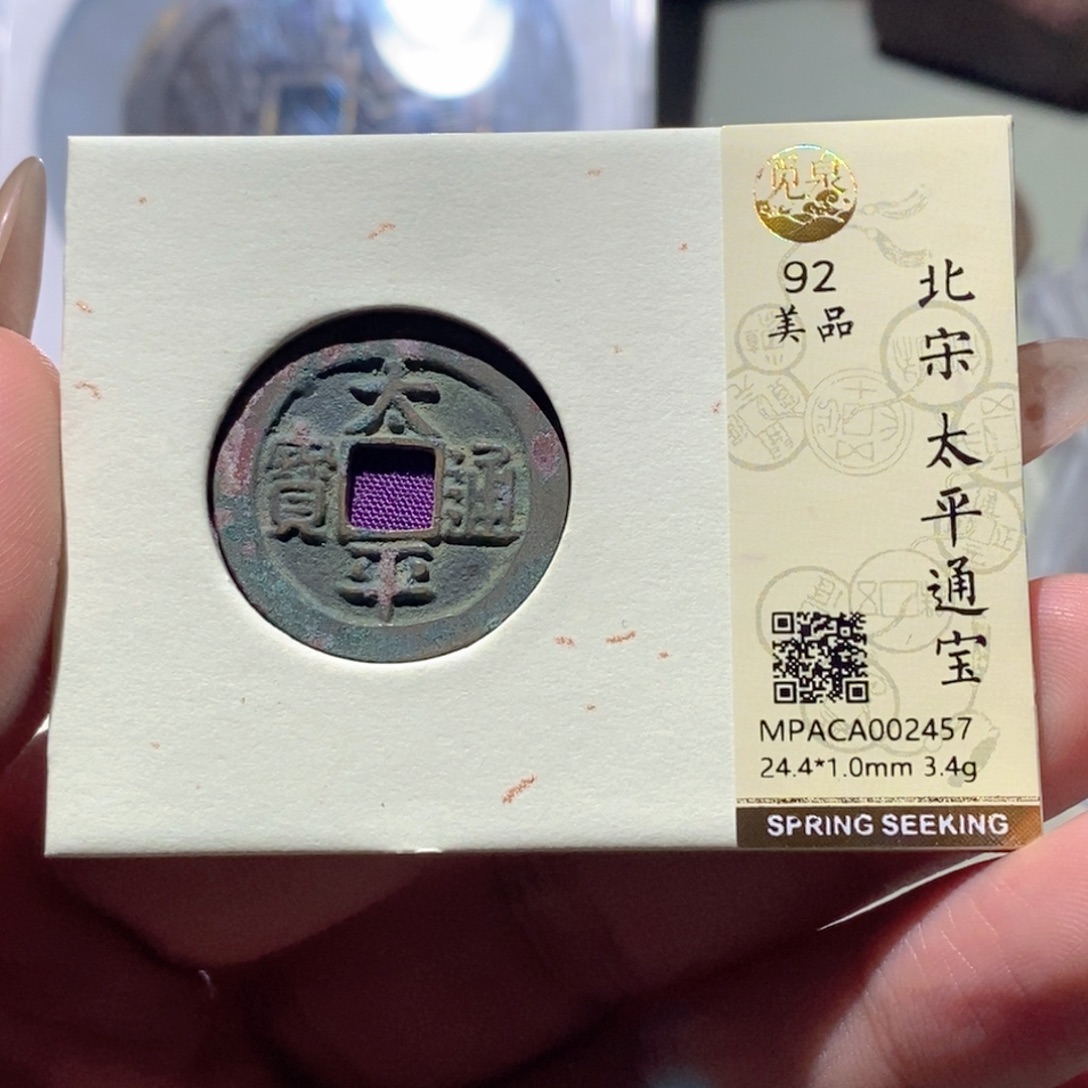 太
平
通
寶
觅泉
92
美品
北宋太平通宝
MPACA002457
24.4*1.0mm 3.4g
SPRING SEEKING